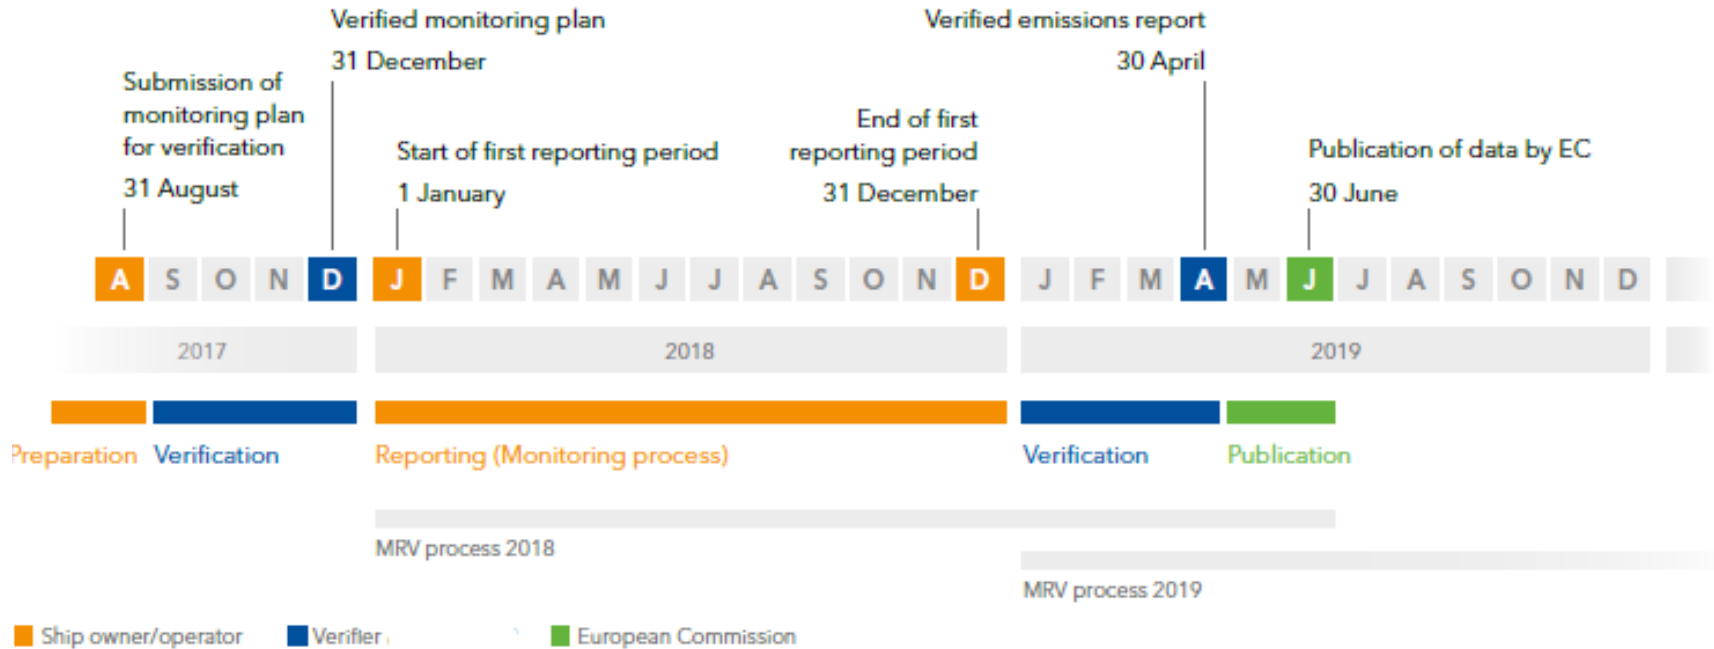 Verified monitoring plan
31 December
Verified emissions report
30 April
Submission of
monitoring plan
for verification
31 August
Start of first reporting period
1 January
End of first
reporting period
31 December
Publication of data by EC
30 June
A S O N D J F M A M J J A S O N D J F M A M J J A S O N D
2017 2018 2019
Preparation Verification Reporting (Monitoring process) Verification Publication
MRV process 2018
MRV process 2019
Ship owner/operator Verifier European Commission